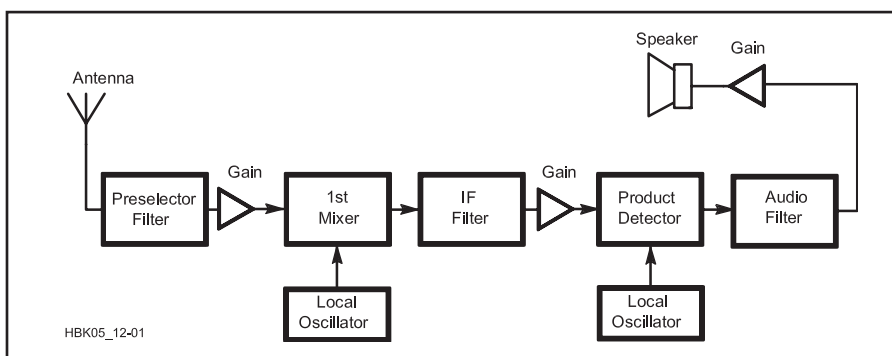 Speaker
Gain
Antenna
Gain
Gain
Preselector
Filter
1st
Mixer
IF
Filter
Product
Detector
Audio
Filter
Local
Oscillator
Local
Oscillator
HBK05_12-01